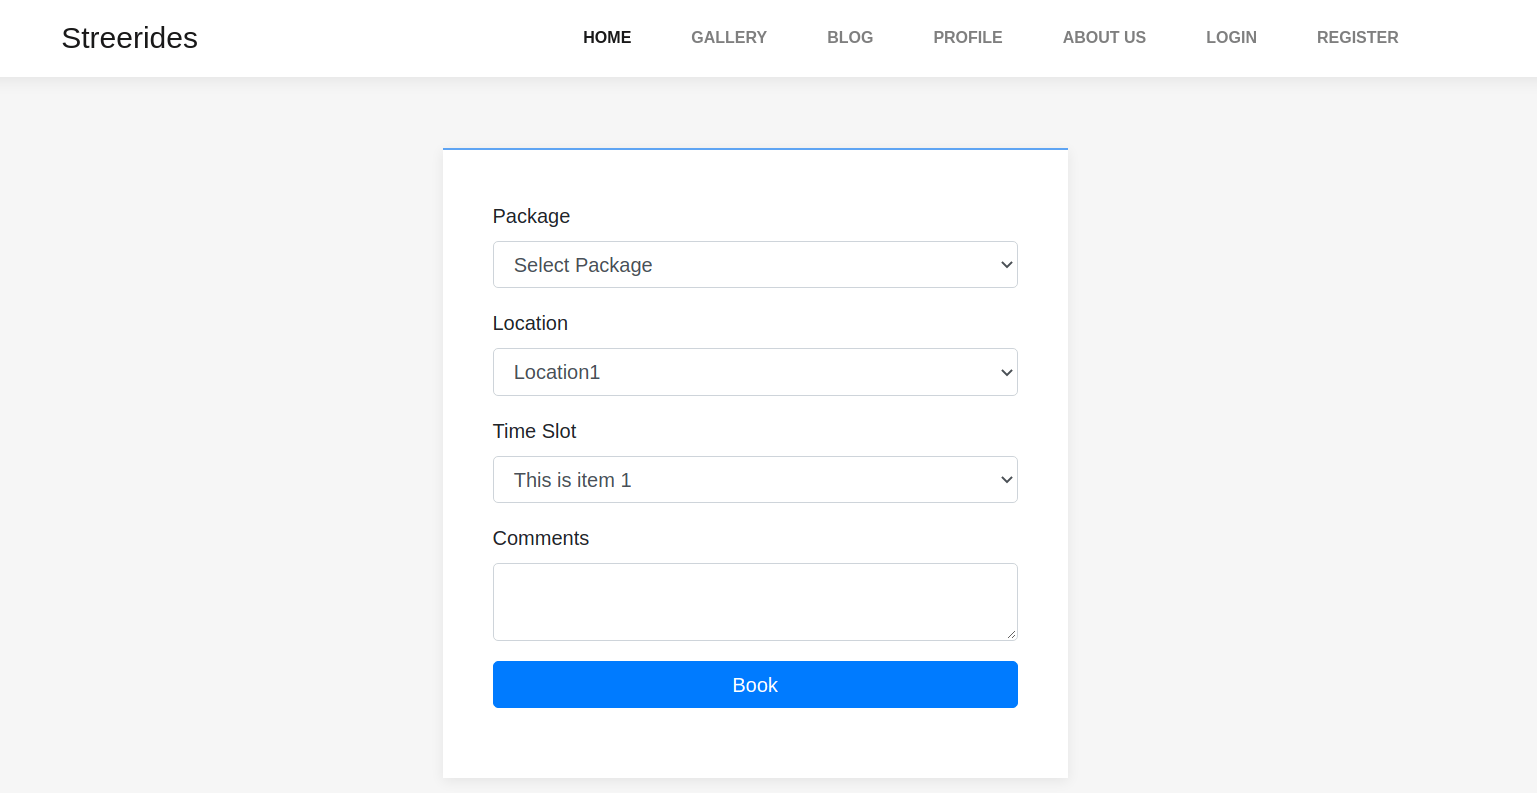 Streerides
HOME GALLERY BLOG PROFILE ABOUT US LOGIN REGISTER
Package
Select Package
Location
Location1
Time Slot
This is item 1
Comments
Book